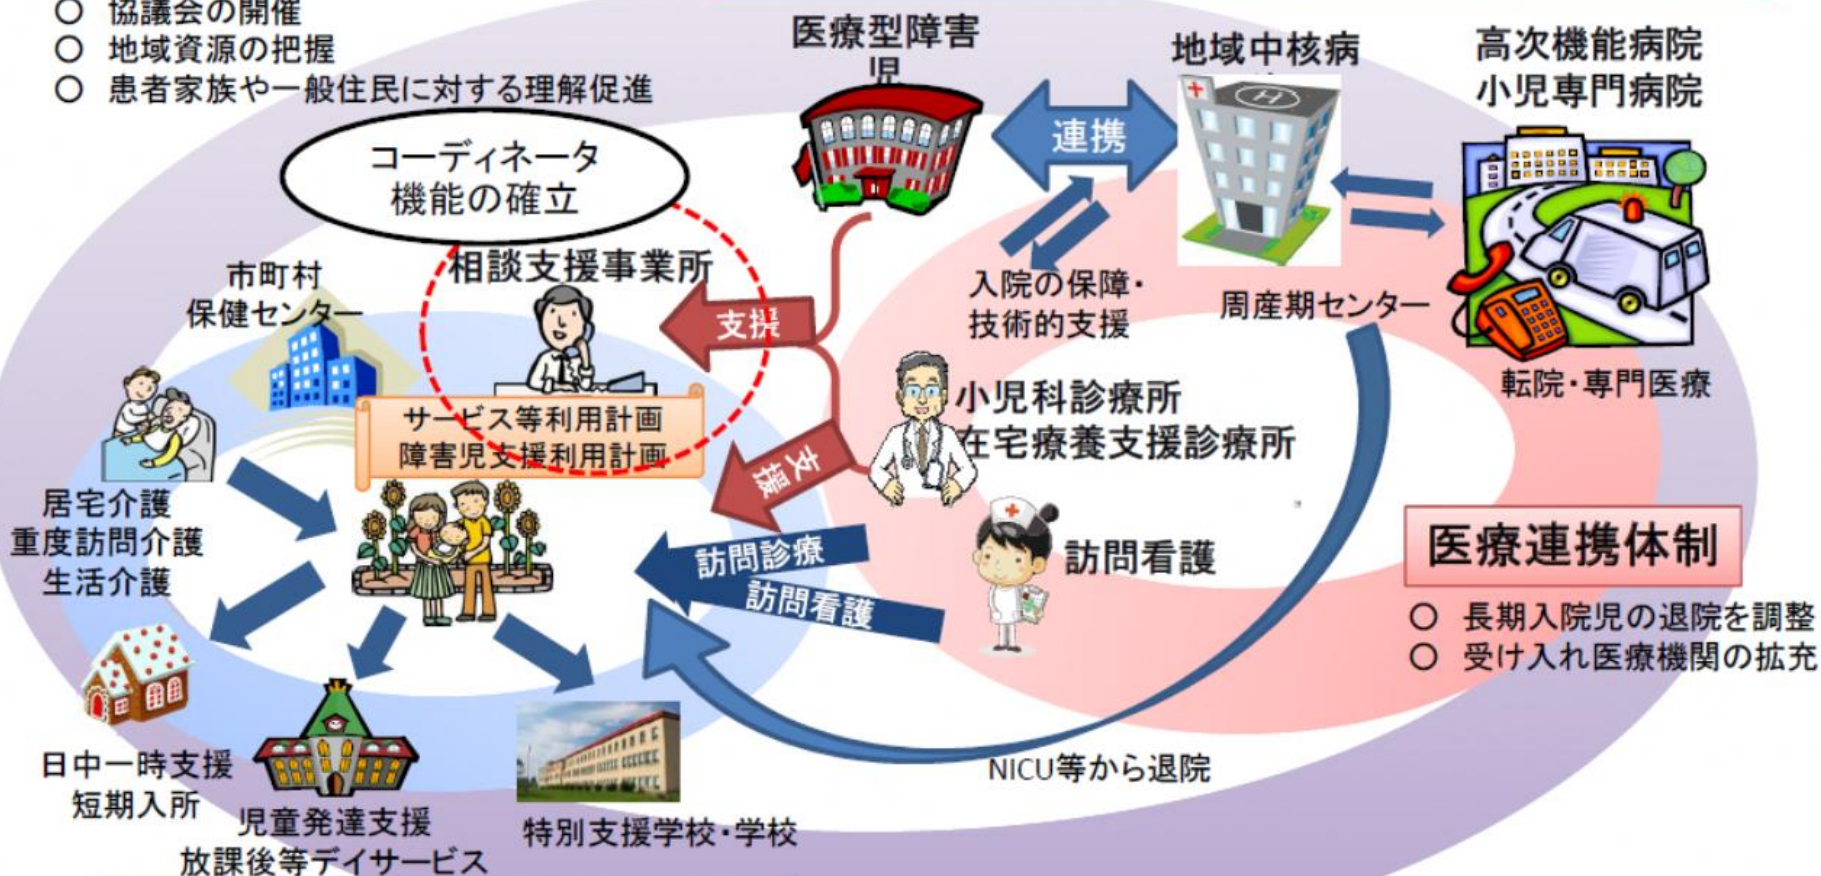 ○ 協議会の開催
○ 地域資源の把握
○ 患者家族や一般住民に対する理解促進
医療型障害
児
地域中核病
高次機能病院
小児専門病院
連携
コーディネータ
機能の確立
相談支援事業所
市町村
保健センター
支援
入院の保障・
技術的支援
周産期センター
転院・専門医療
小児科診療所
在宅療養支援診療所
サービス等利用計画
障害児支援利用計画
支援
居宅介護
重度訪問介護
生活介護
訪問診療
訪問看護
訪問看護
医療連携体制
○ 長期入院児の退院を調整
○ 受け入れ医療機関の拡充
日中一時支援
短期入所
児童発達支援
放課後等デイサービス
特別支援学校・学校
NICU等から退院